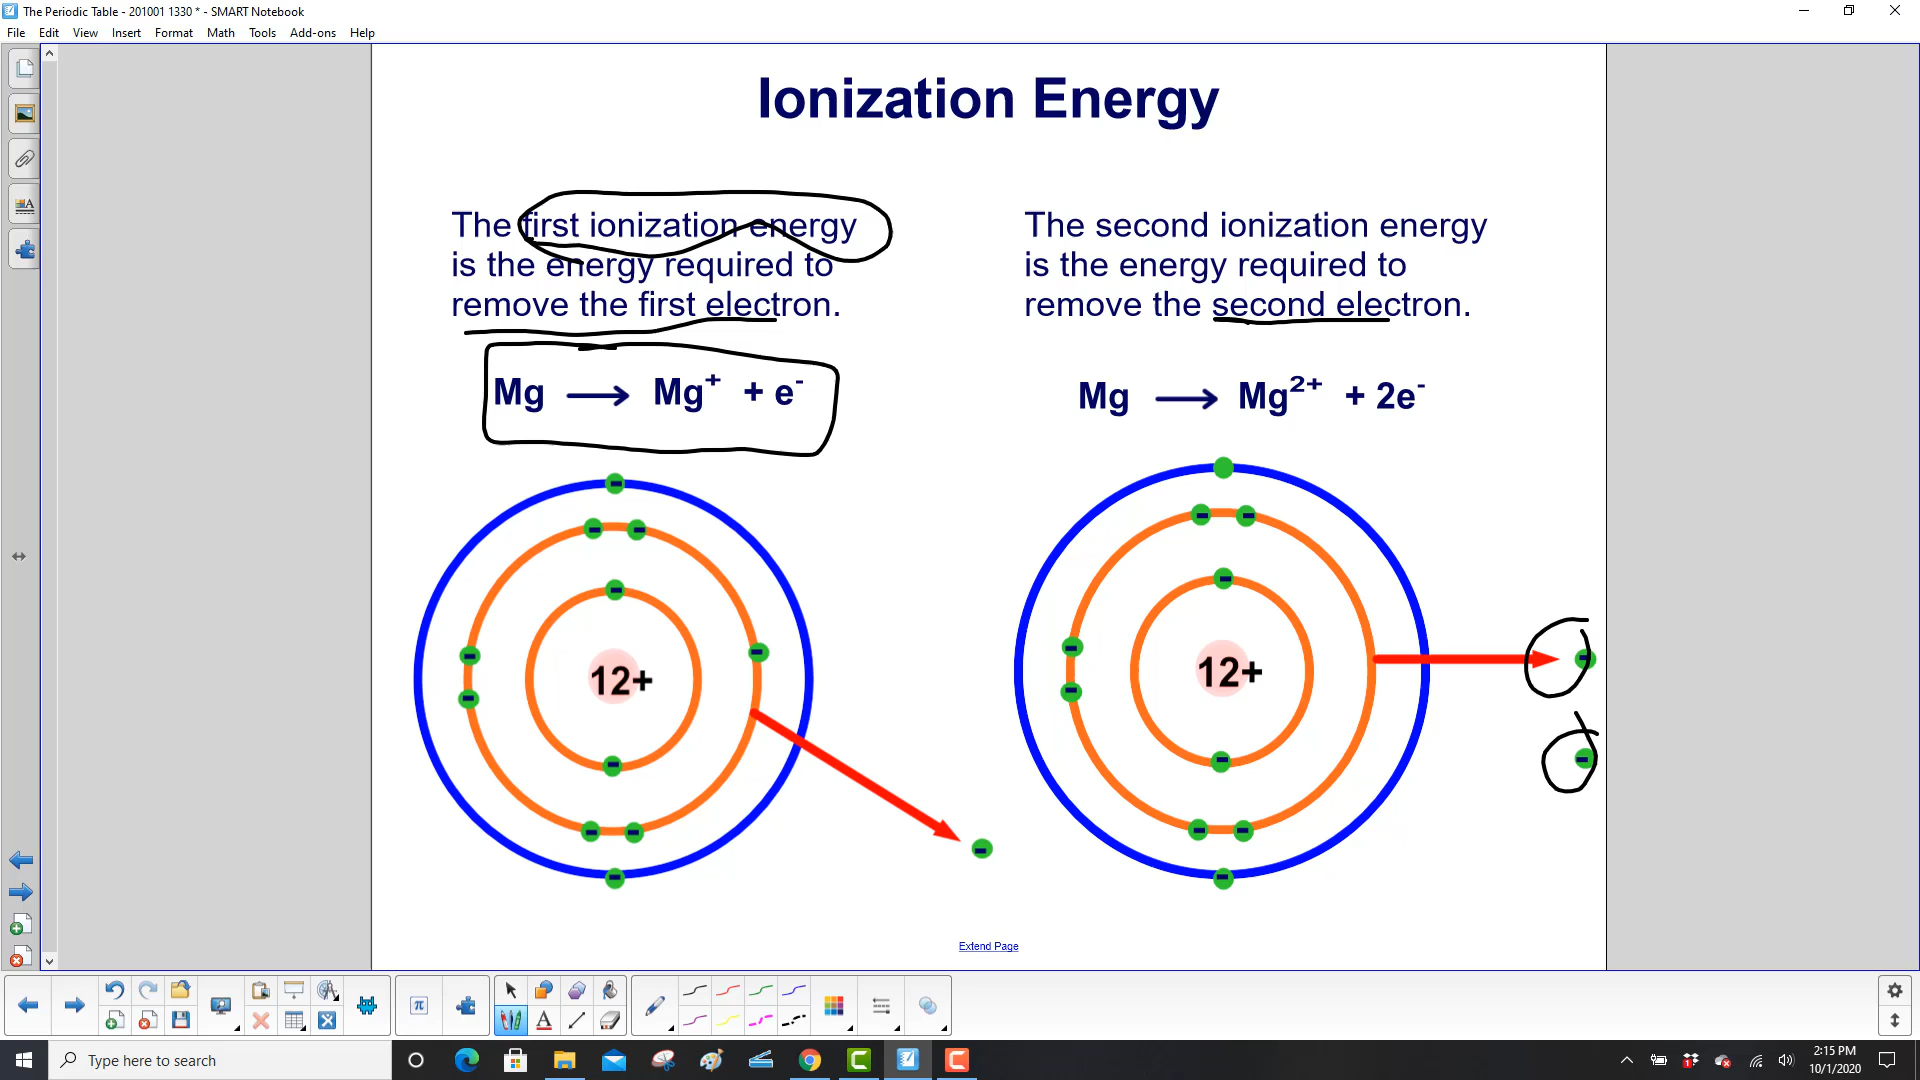 The Periodic Table - 201001 1330 * - SMART Notebook
File Edit View Insert Format Math Tools Add-ons Help
Ionization Energy
The first ionization energy
is the energy required to
remove the first electron.
Mg ⟶ Mg⁺ + e⁻
The second ionization energy
is the energy required to
remove the second electron.
Mg ⟶ Mg²⁺ + 2e⁻
12+
12+
Extend Page
π
A
Type here to search
2:15 PM
10/1/2020